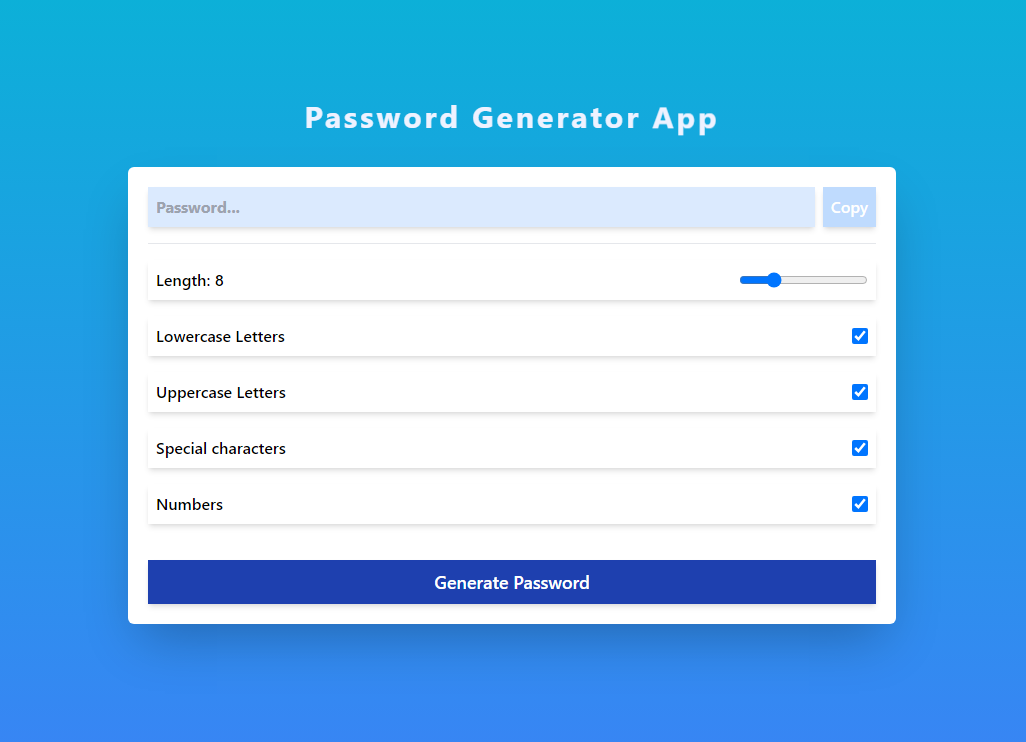 Password Generator App
Password...
Copy
Length: 8
Lowercase Letters
Uppercase Letters
Special characters
Numbers
Generate Password